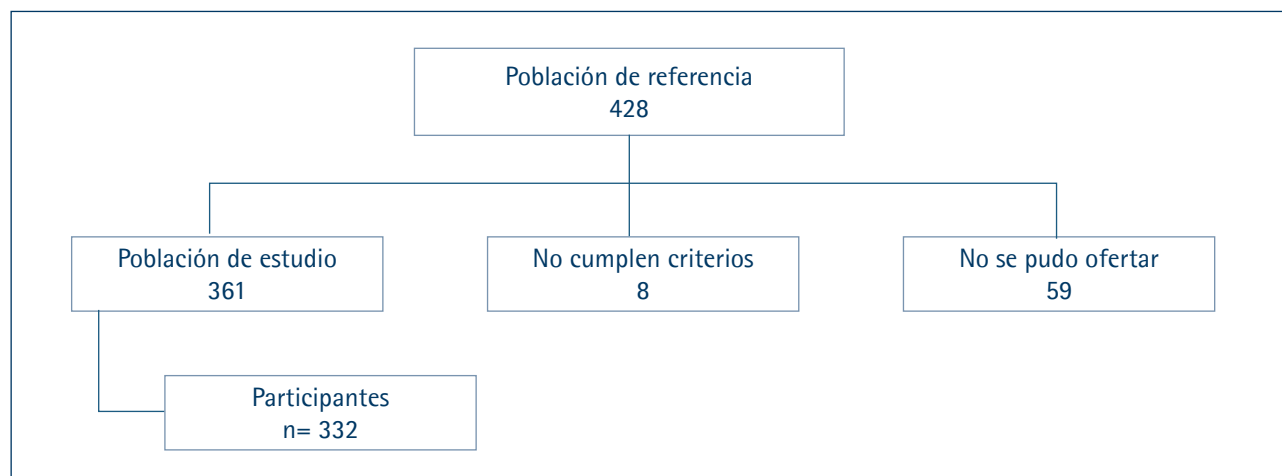 Población de referencia
428
Población de estudio
361
No cumplen criterios
8
No se pudo ofertar
59
Participantes
n= 332